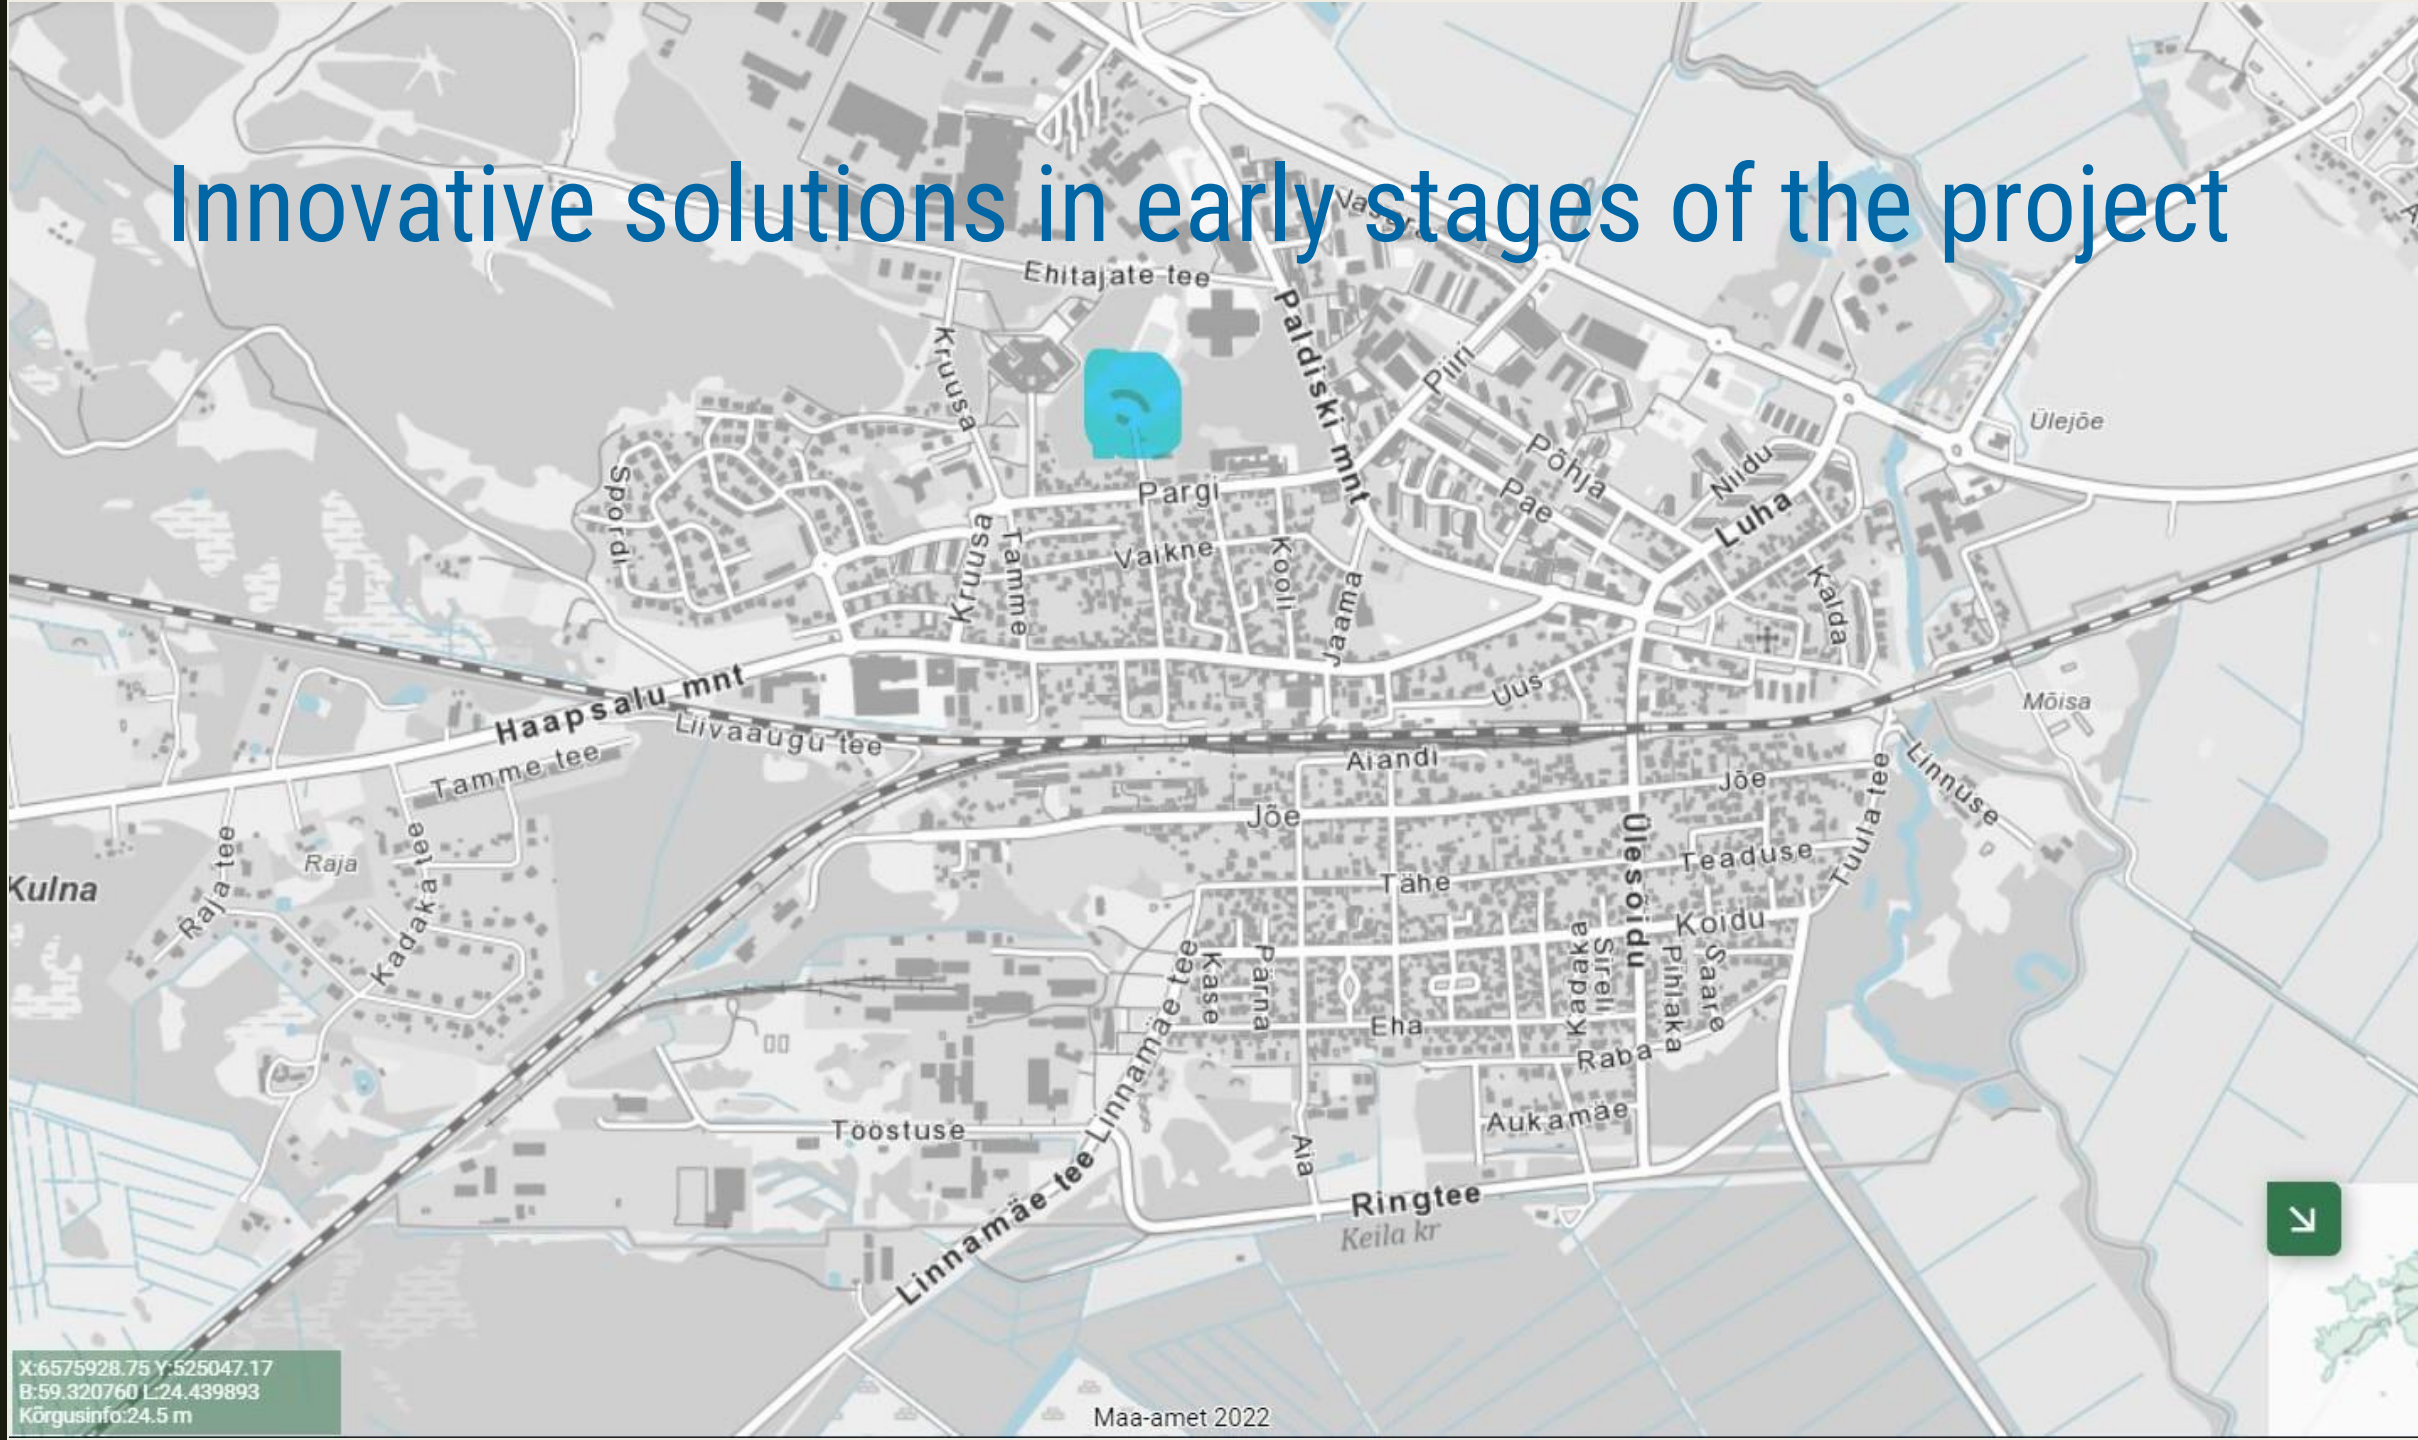 Innovative solutions in early stages of the project
Ehitajate tee
Kruusa
Paldiski mnt
Piiri
Põhja
Pae
Niidu
Luha
Ülejõe
Spordi
Pargi
Vaikne
Kooli
Kruusa
Tamme
Jaama
Kalda
Haapsalu mnt
Liivaaugu tee
Tamme tee
Uus
Mõisa
Aiandi
Jõe
Jõe
Linnuse
Tuula tee
Ülesõidu
Teaduse
Tähe
Koidu
Kulna
Raja
Raja tee
Kadaka tee
Kase
Pärna
Kadaka
Sireli
Pihlaka
Saare
Eha
Raba
Linnamäe tee
Tööstuse
Aukamäe
Aia
Linnamäe tee
Ringtee
Keila kr
X:6575928.75 Y:525047.17
B:59.320760 L:24.439893
Kõrgusinfo:24.5 m
Maa-amet 2022